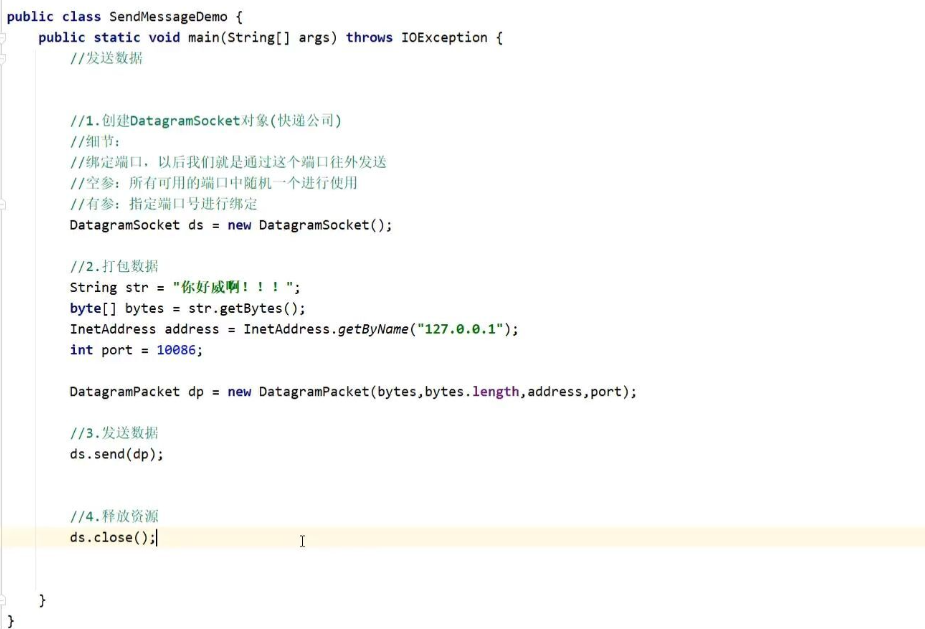 public class SendMessageDemo {
public static void main(String[] args) throws IOException {
//发送数据
//1.创建DatagramSocket对象(快递公司)
//细节：
//绑定端口，以后我们就是通过这个端口往外发送
//空参：所有可用的端口中随机一个进行使用
//有参：指定端口号进行绑定
DatagramSocket ds = new DatagramSocket();
//2.打包数据
String str = "你好威啊！！！";
byte[] bytes = str.getBytes();
InetAddress address = InetAddress.getByName("127.0.0.1");
int port = 10086;
DatagramPacket dp = new DatagramPacket(bytes,bytes.length,address,port);
//3.发送数据
ds.send(dp);
//4.释放资源
ds.close();
}
}